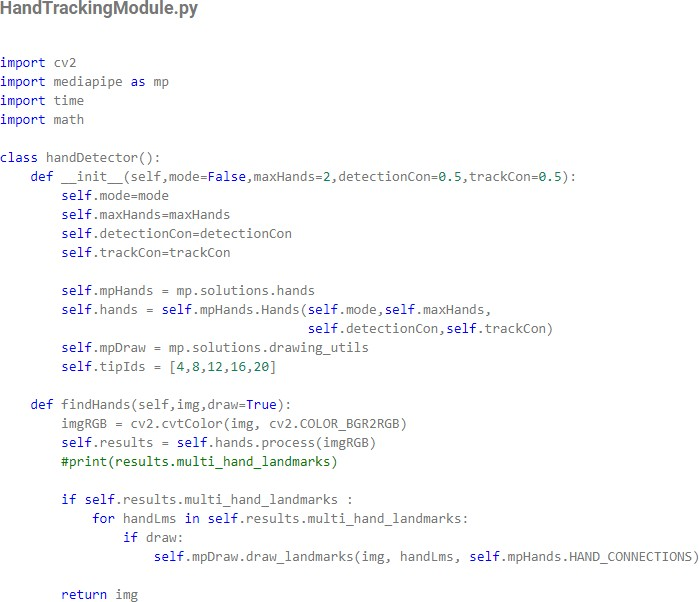 HandTrackingModule.py
import cv2
import mediapipe as mp
import time
import math
class handDetector():
    def __init__(self,mode=False,maxHands=2,detectionCon=0.5,trackCon=0.5):
        self.mode=mode
        self.maxHands=maxHands
        self.detectionCon=detectionCon
        self.trackCon=trackCon
        self.mpHands = mp.solutions.hands
        self.hands = self.mpHands.Hands(self.mode,self.maxHands,
                                        self.detectionCon,self.trackCon)
        self.mpDraw = mp.solutions.drawing_utils
        self.tipIds = [4,8,12,16,20]
    def findHands(self,img,draw=True):
        imgRGB = cv2.cvtColor(img, cv2.COLOR_BGR2RGB)
        self.results = self.hands.process(imgRGB)
        #print(results.multi_hand_landmarks)
        if self.results.multi_hand_landmarks :
            for handLms in self.results.multi_hand_landmarks:
                if draw:
                    self.mpDraw.draw_landmarks(img, handLms, self.mpHands.HAND_CONNECTIONS)
        return img